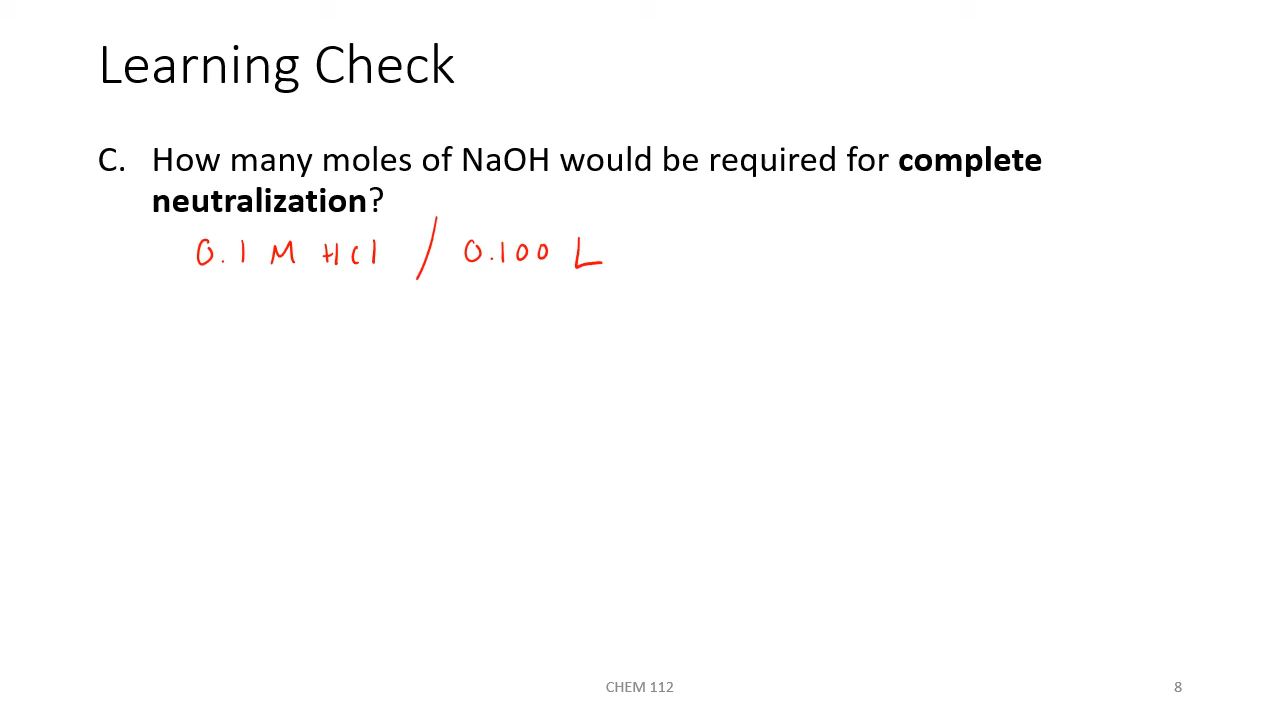 Learning Check
C. How many moles of NaOH would be required for complete
neutralization?
0.1 M HCl / 0.100 L
CHEM 112
8